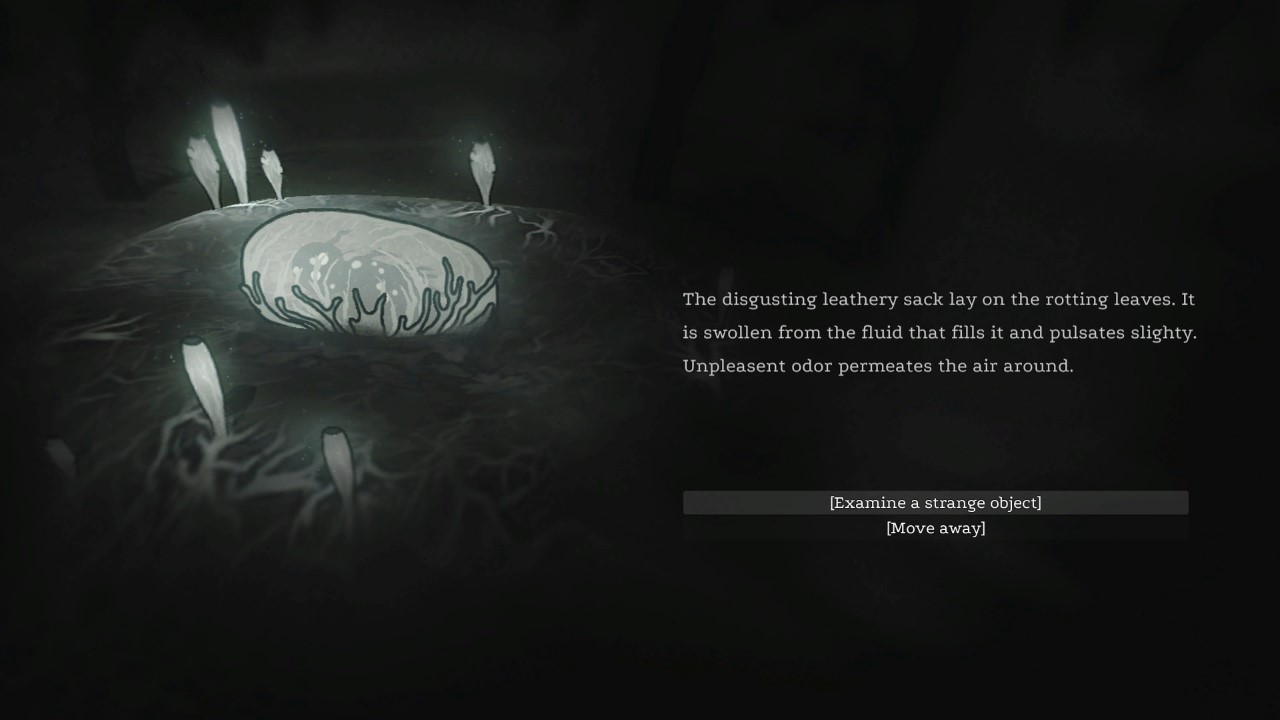 The disgusting leathery sack lay on the rotting leaves. It
is swollen from the fluid that fills it and pulsates slighty.
Unpleasent odor permeates the air around.
[Examine a strange object]
[Move away]